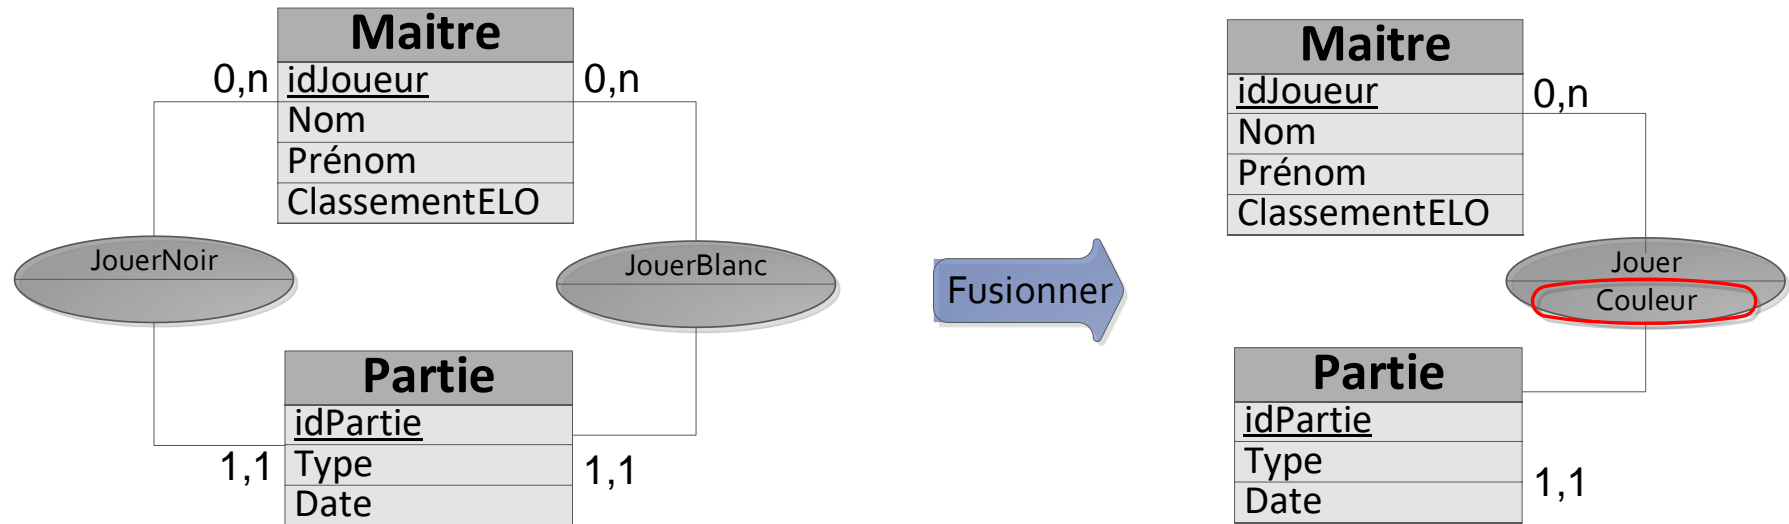 Maitre
0,n
idJoueur
0,n
Nom
Prénom
ClassementELO
JouerNoir
JouerBlanc
Partie
idPartie
1,1
Type
1,1
Date
Fusionner
Maitre
idJoueur
0,n
Nom
Prénom
ClassementELO
Jouer
Couleur
Partie
idPartie
Type
1,1
Date